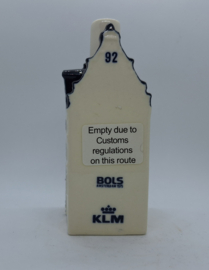 92
Empty due to
Customs
regulations
on this route
BOLS
KLM